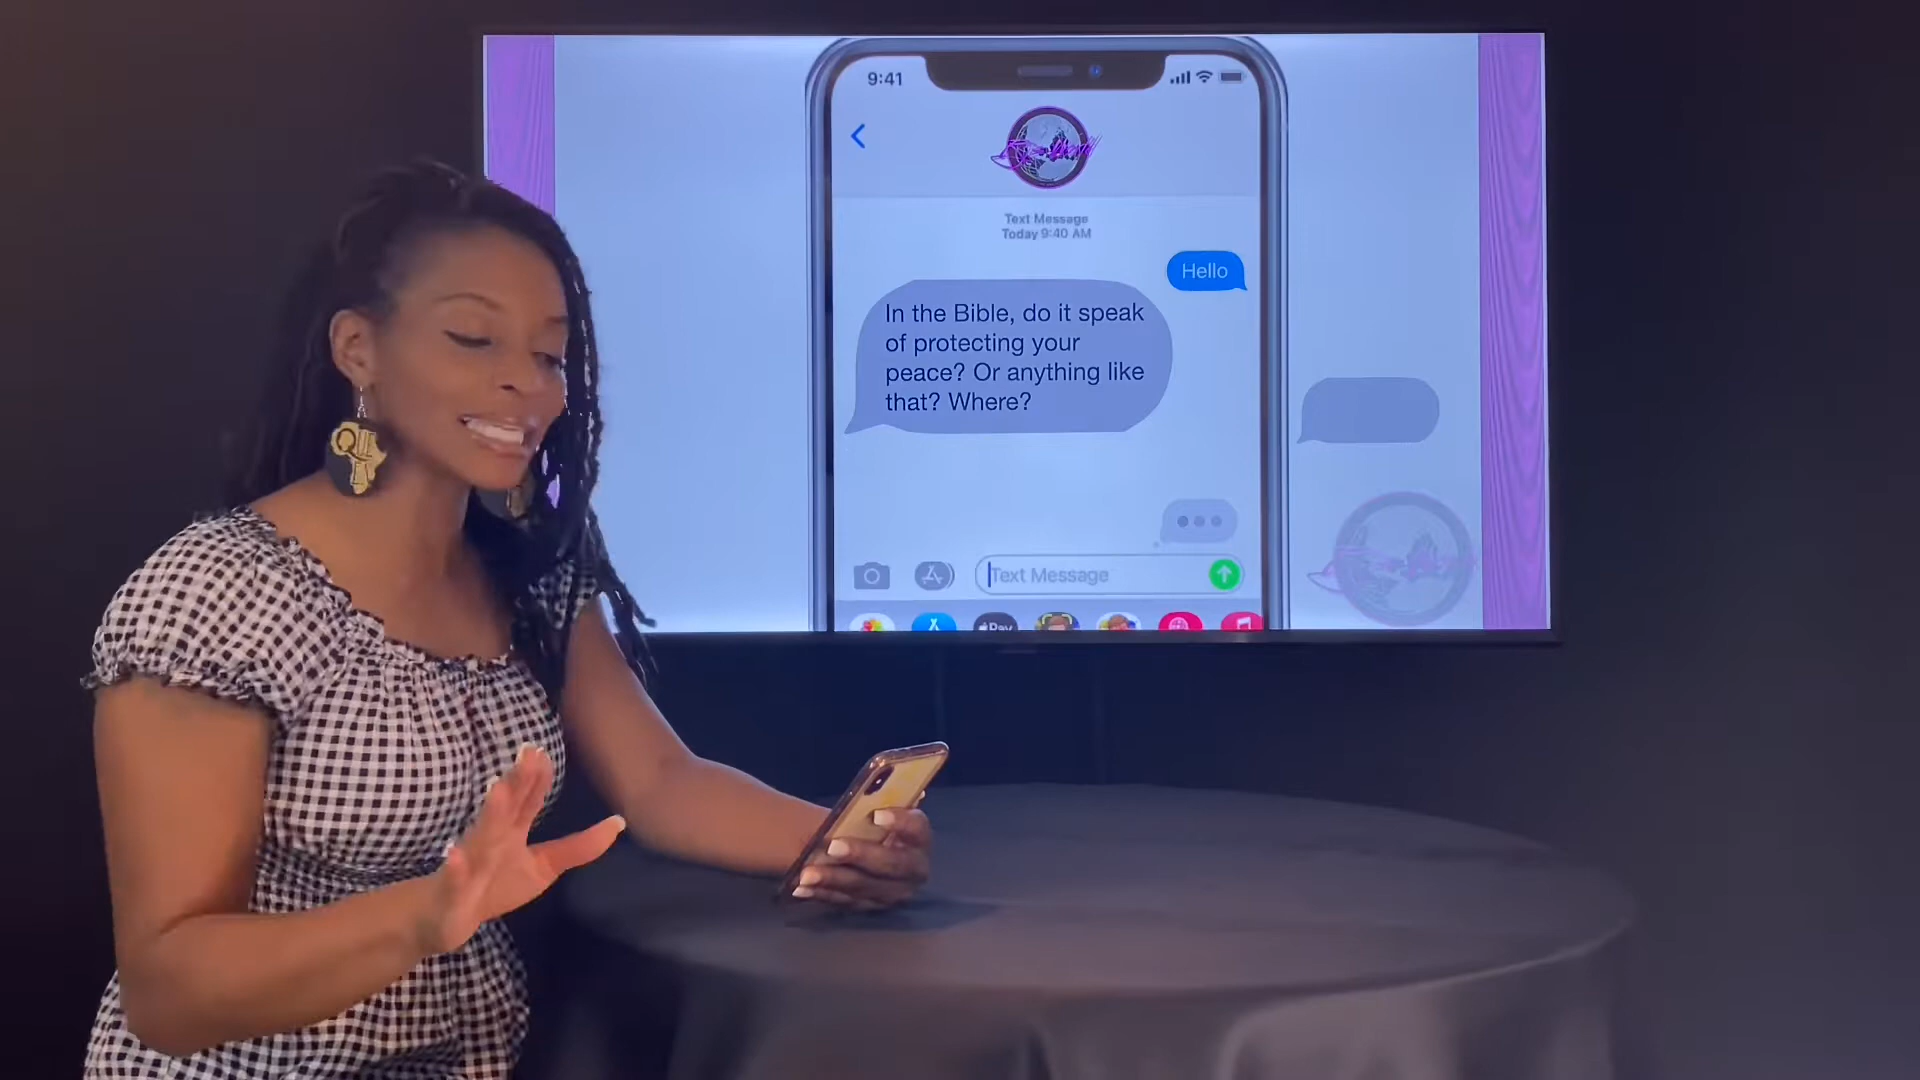 9:41
Text Message
Today 9:40 AM
Hello
In the Bible, do it speak
of protecting your
peace? Or anything like
that? Where?
Text Message
Pay